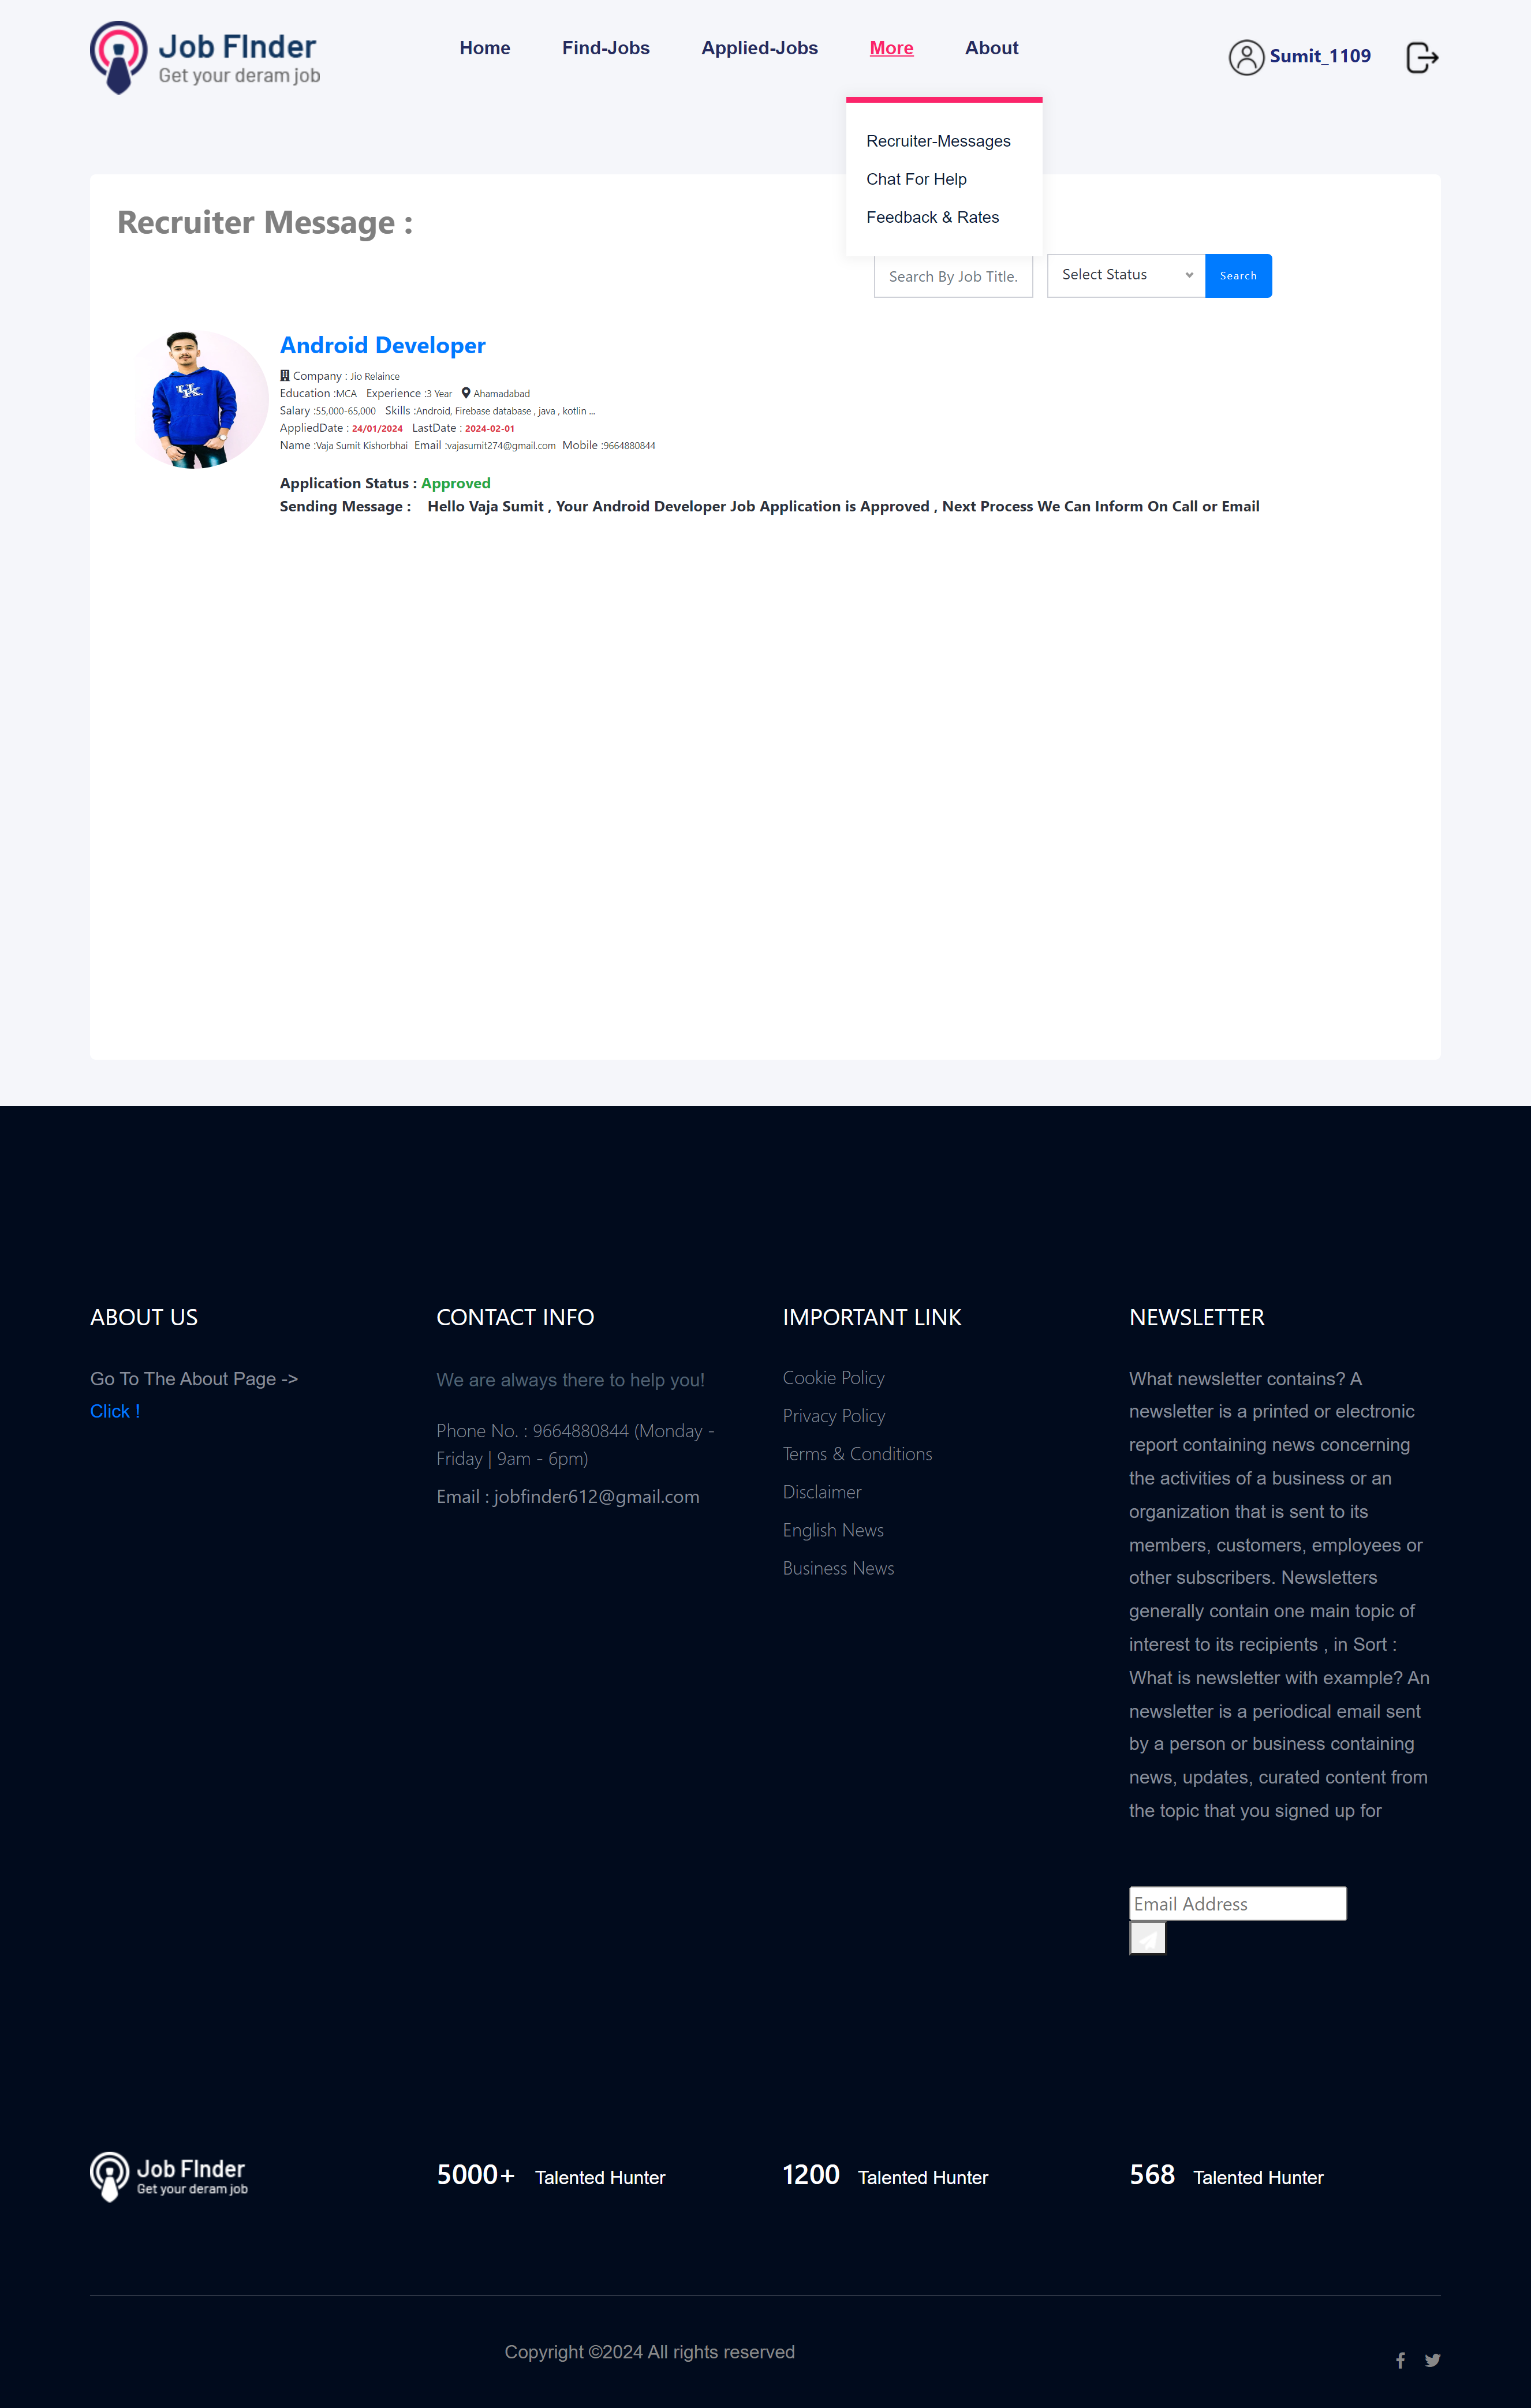 Job FInder
Get your deram job
Home Find-Jobs Applied-Jobs More About
Sumit_1109
Recruiter-Messages
Chat For Help
Feedback & Rates
Recruiter Message :
Search By Job Title.
Select Status
Search
Android Developer
Company : Jio Relaince
Education :MCA Experience :3 Year Ahamadabad
Salary :55,000-65,000 Skills :Android, Firebase database , java , kotlin ...
AppliedDate : 24/01/2024 LastDate : 2024-02-01
Name :Vaja Sumit Kishorbhai Email :vajasumit274@gmail.com Mobile :9664880844
Application Status : Approved
Sending Message : Hello Vaja Sumit , Your Android Developer Job Application is Approved , Next Process We Can Inform On Call or Email
ABOUT US
Go To The About Page ->
Click !
CONTACT INFO
We are always there to help you!
Phone No. : 9664880844 (Monday -
Friday | 9am - 6pm)
Email : jobfinder612@gmail.com
IMPORTANT LINK
Cookie Policy
Privacy Policy
Terms & Conditions
Disclaimer
English News
Business News
NEWSLETTER
What newsletter contains? A
newsletter is a printed or electronic
report containing news concerning
the activities of a business or an
organization that is sent to its
members, customers, employees or
other subscribers. Newsletters
generally contain one main topic of
interest to its recipients , in Sort :
What is newsletter with example? An
newsletter is a periodical email sent
by a person or business containing
news, updates, curated content from
the topic that you signed up for
Email Address
Job FInder
Get your deram job
5000+ Talented Hunter
1200 Talented Hunter
568 Talented Hunter
Copyright ©2024 All rights reserved